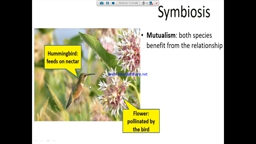 Symbiosis
• Mutualism: both species
benefit from the relationship
Hummingbird:
feeds on nectar
Flower:
pollinated by
the bird